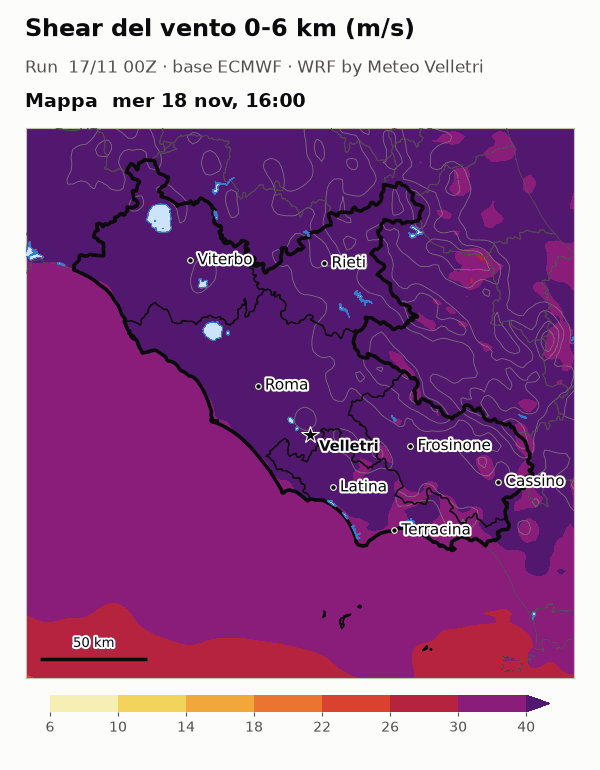 Shear del vento 0-6 km (m/s)
Run  17/11 00Z · base ECMWF · WRF by Meteo Velletri
Mappa  mer 18 nov, 16:00
Viterbo
Rieti
Roma
Velletri
Frosinone
Cassino
Latina
Terracina
50 km
6 10 14 18 22 26 30 40